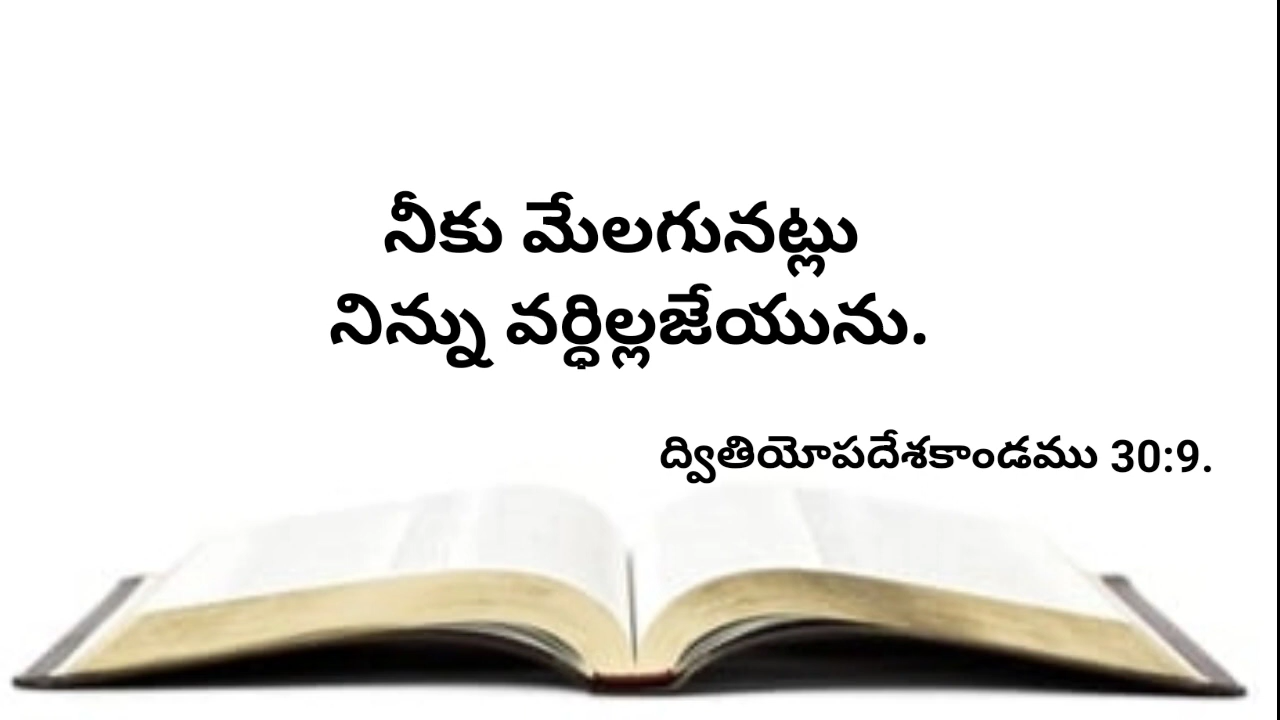 నీకు మేలగునట్లు
నిన్ను వర్ధిల్లజేయును.
ద్వితియోపదేశకాండము 30:9.